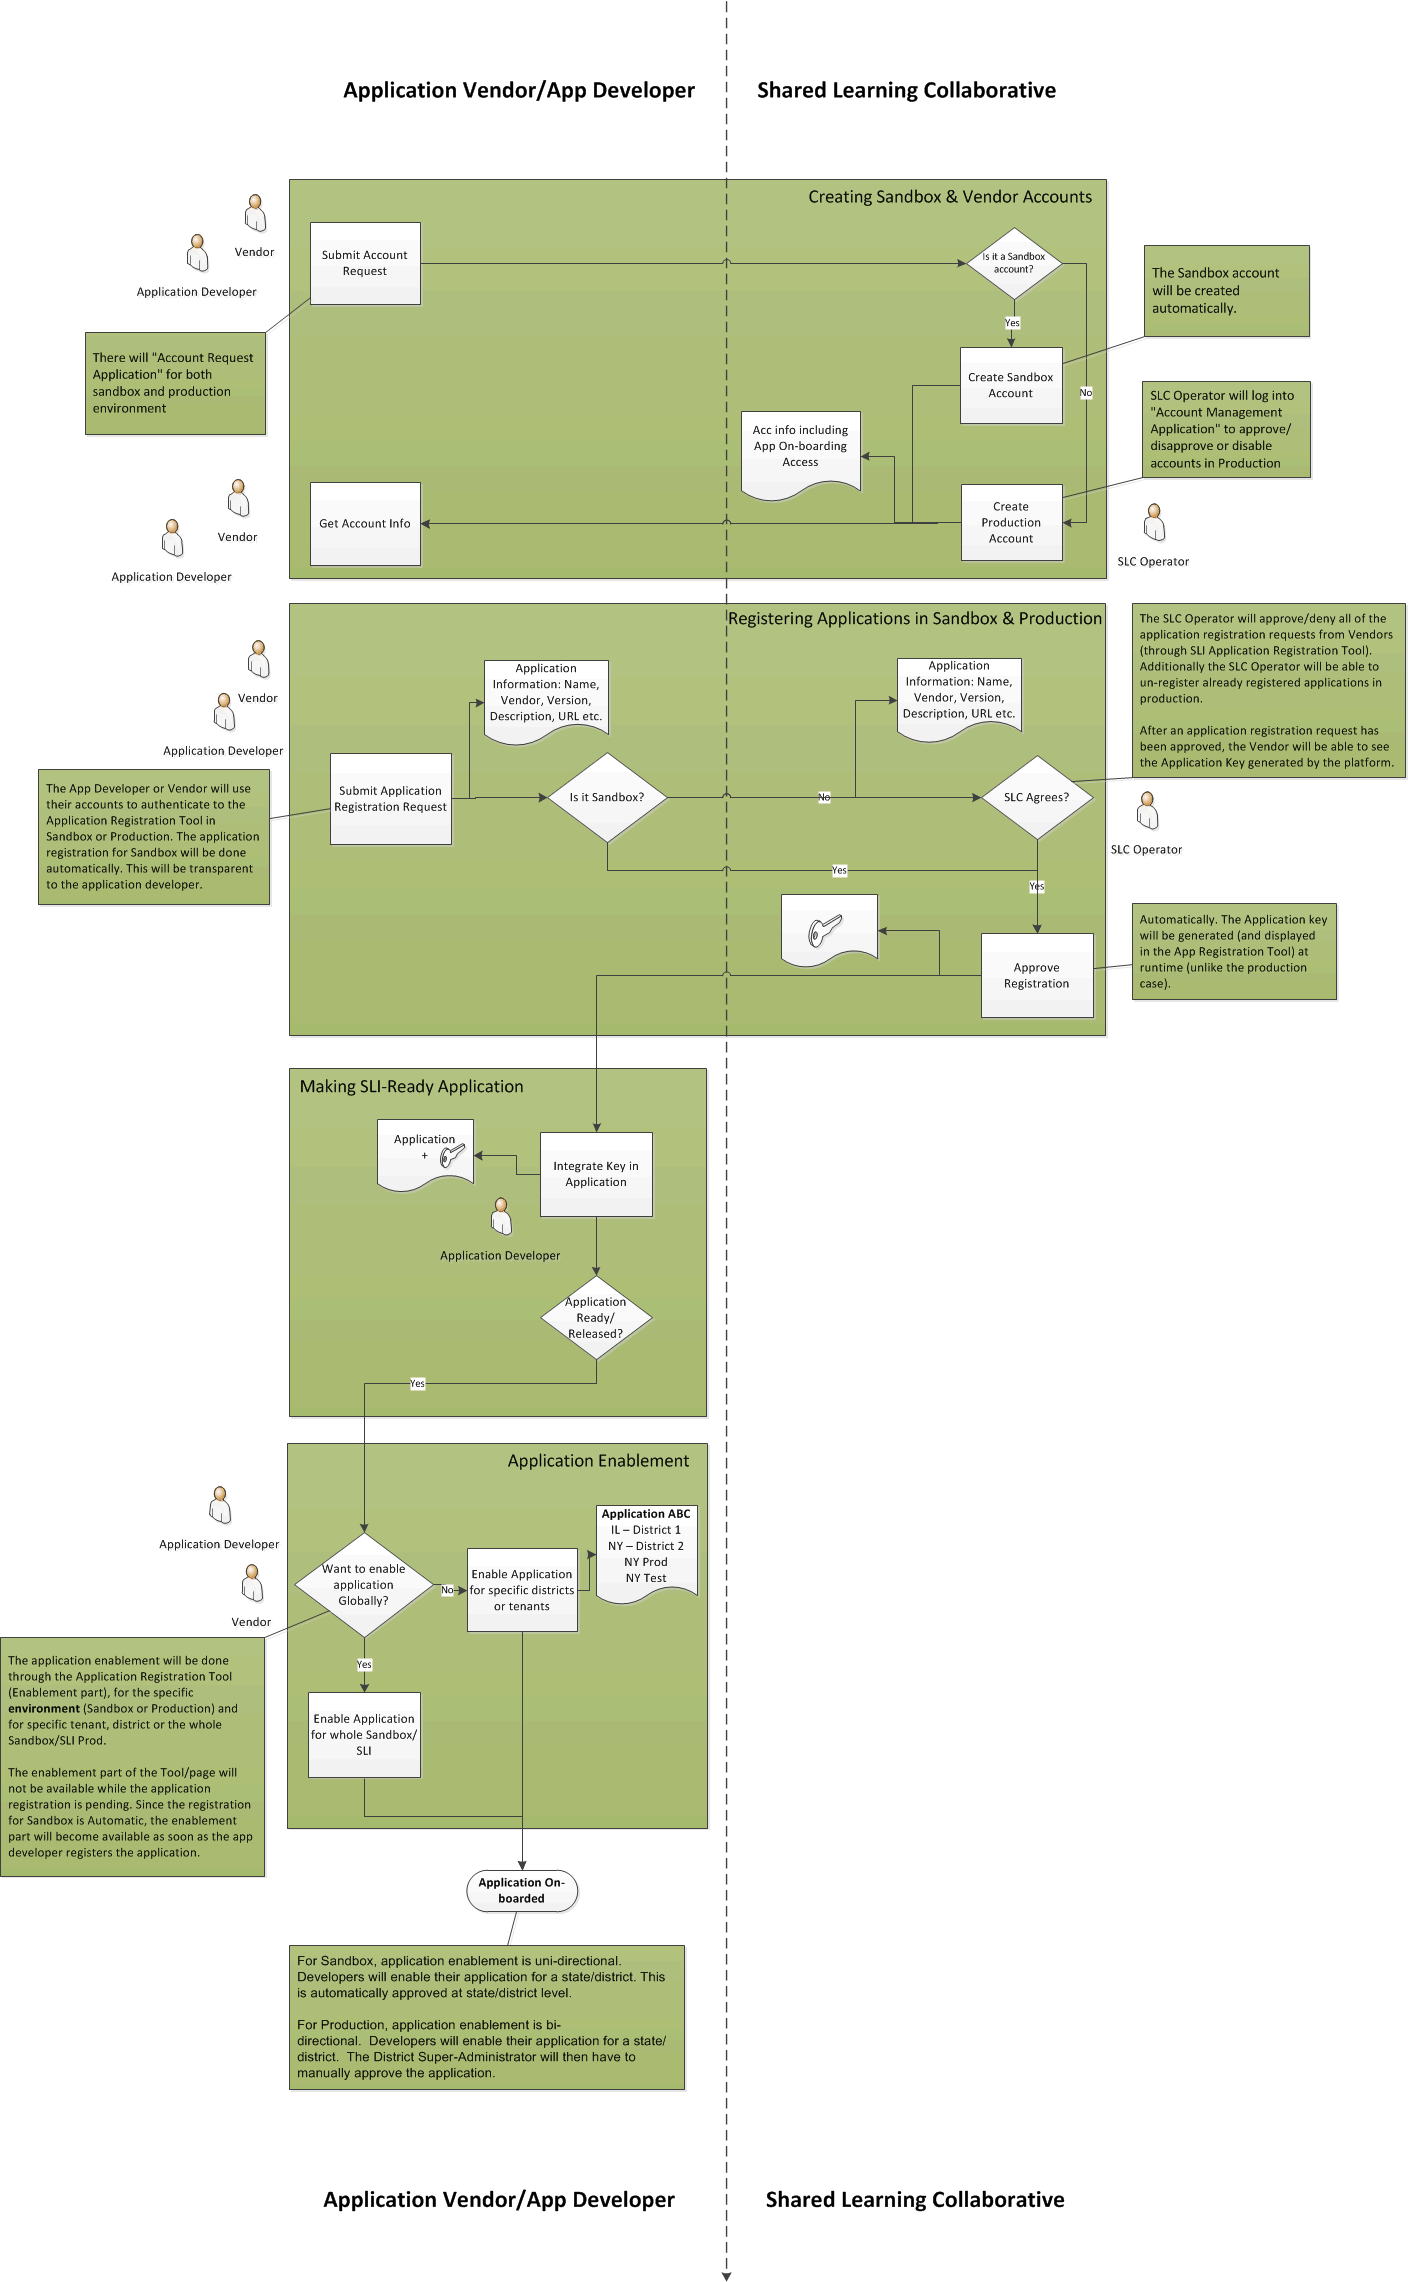 Application Vendor/App Developer
Shared Learning Collaborative
Creating Sandbox & Vendor Accounts
Vendor
Application Developer
Submit Account
Request
Is it a Sandbox
account?
The Sandbox account
will be created
automatically.
Yes
There will "Account Request
Application" for both
sandbox and production
environment
Create Sandbox
Account
No
SLC Operator will log into
"Account Management
Application" to approve/
disapprove or disable
accounts in Production
Acc info including
App On-boarding
Access
Vendor
Application Developer
Get Account Info
Create
Production
Account
SLC Operator
Registering Applications in Sandbox & Production
Vendor
Application Developer
Application
Information: Name,
Vendor, Version,
Description, URL etc.
Application
Information: Name,
Vendor, Version,
Description, URL etc.
The SLC Operator will approve/deny all of the
application registration requests from Vendors
(through SLI Application Registration Tool).
Additionally the SLC Operator will be able to
un-register already registered applications in
production.
After an application registration request has
been approved, the Vendor will be able to see
the Application Key generated by the platform.
The App Developer or Vendor will use
their accounts to authenticate to the
Application Registration Tool in
Sandbox or Production. The application
registration for Sandbox will be done
automatically. This will be transparent
to the application developer.
Submit Application
Registration Request
Is it Sandbox?
No
SLC Agrees?
SLC Operator
Yes
Yes
Approve
Registration
Automatically. The Application key
will be generated (and displayed
in the App Registration Tool) at
runtime (unlike the production
case).
Making SLI-Ready Application
Application
+
Integrate Key in
Application
Application Developer
Application
Ready/
Released?
Yes
Application Enablement
Application Developer
Vendor
Want to enable
application
Globally?
No
Enable Application
for specific districts
or tenants
Application ABC
IL – District 1
NY – District 2
NY Prod
NY Test
Yes
Enable Application
for whole Sandbox/
SLI
The application enablement will be done
through the Application Registration Tool
(Enablement part), for the specific
environment (Sandbox or Production) and
for specific tenant, district or the whole
Sandbox/SLI Prod.
The enablement part of the Tool/page will
not be available while the application
registration is pending. Since the registration
for Sandbox is Automatic, the enablement
part will become available as soon as the app
developer registers the application.
Application On-
boarded
For Sandbox, application enablement is uni-directional.
Developers will enable their application for a state/district. This
is automatically approved at state/district level.
For Production, application enablement is bi-
directional.  Developers will enable their application for a state/
district.  The District Super-Administrator will then have to
manually approve the application.
Application Vendor/App Developer
Shared Learning Collaborative